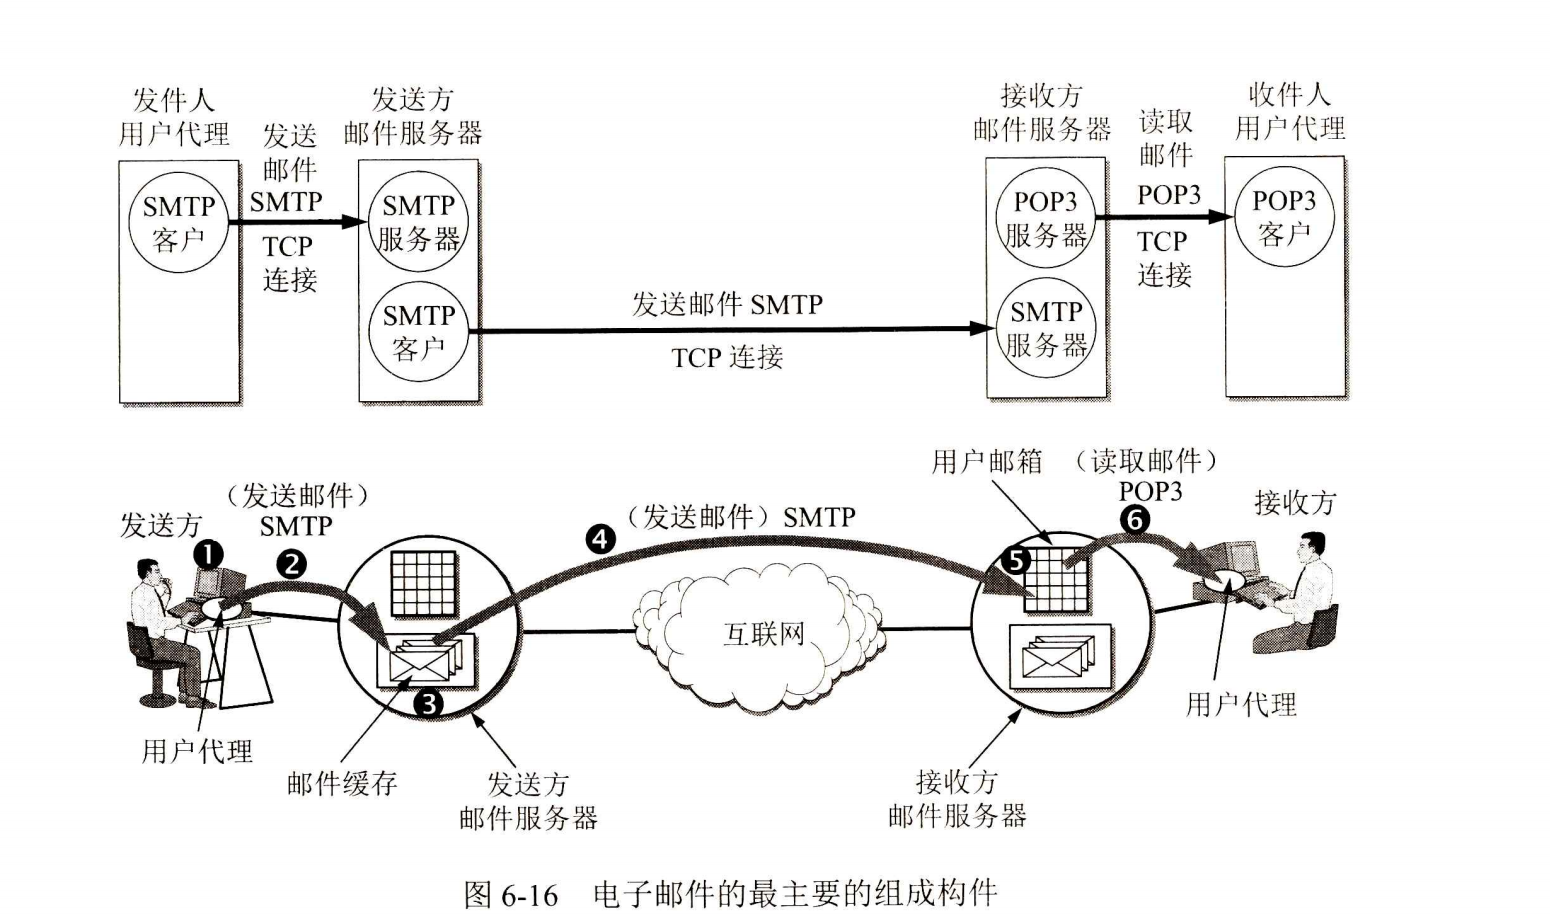 发件人
用户代理
发送
邮件
SMTP
TCP
连接
发送方
邮件服务器
接收方
邮件服务器
读取
邮件
POP3
TCP
连接
收件人
用户代理
SMTP
客户
SMTP
服务器
SMTP
客户
发送邮件 SMTP
TCP 连接
POP3
服务器
SMTP
服务器
POP3
客户
发送方
(发送邮件)
SMTP
(发送邮件) SMTP
用户邮箱
(读取邮件)
POP3
接收方
❶
❷
❸
❹
❺
❻
互联网
用户代理
邮件缓存
发送方
邮件服务器
接收方
邮件服务器
用户代理
图 6-16 电子邮件的最主要的组成构件